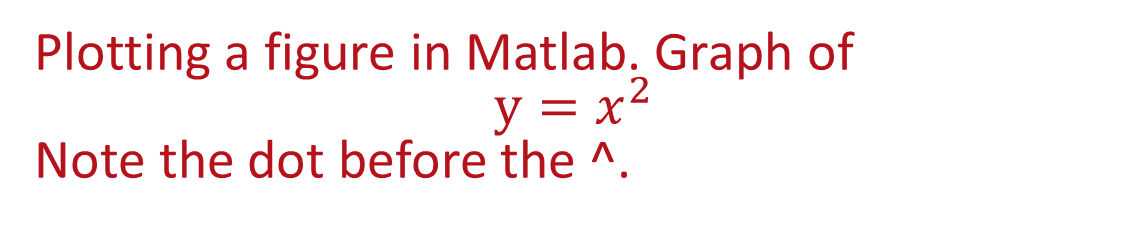 Plotting a figure in Matlab. Graph of
y = x²
Note the dot before the ^.